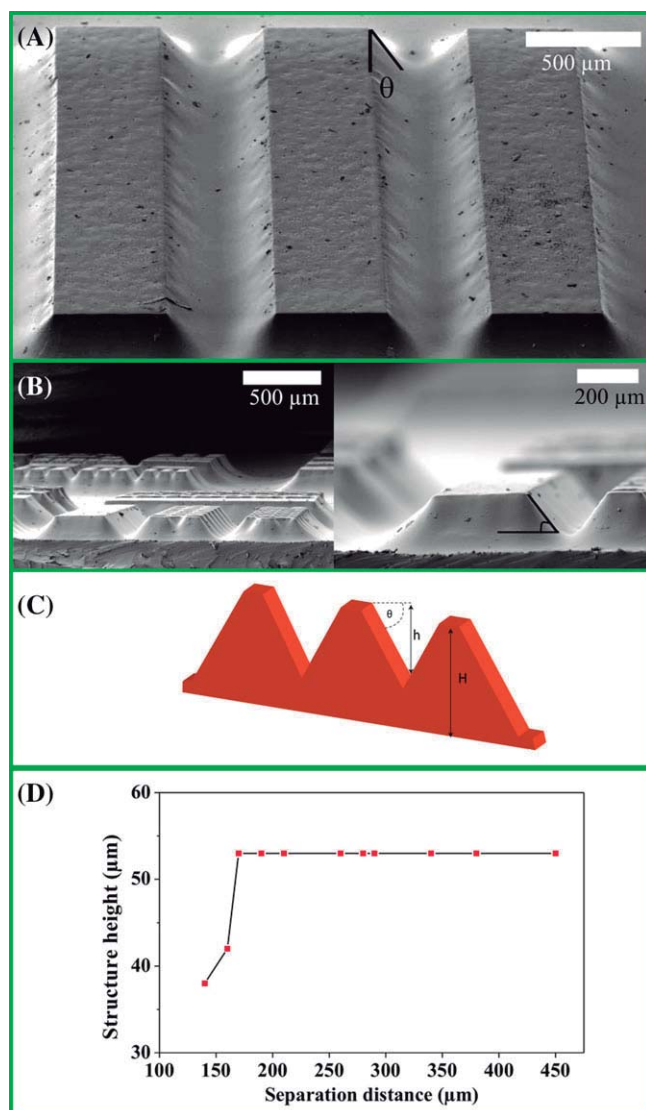 (A)
500 µm
θ
(B)
500 µm
200 µm
(C)
θ
h
H
(D)
60
50
40
30
Structure height (µm)
100 150 200 250 300 350 400 450
Separation distance (µm)